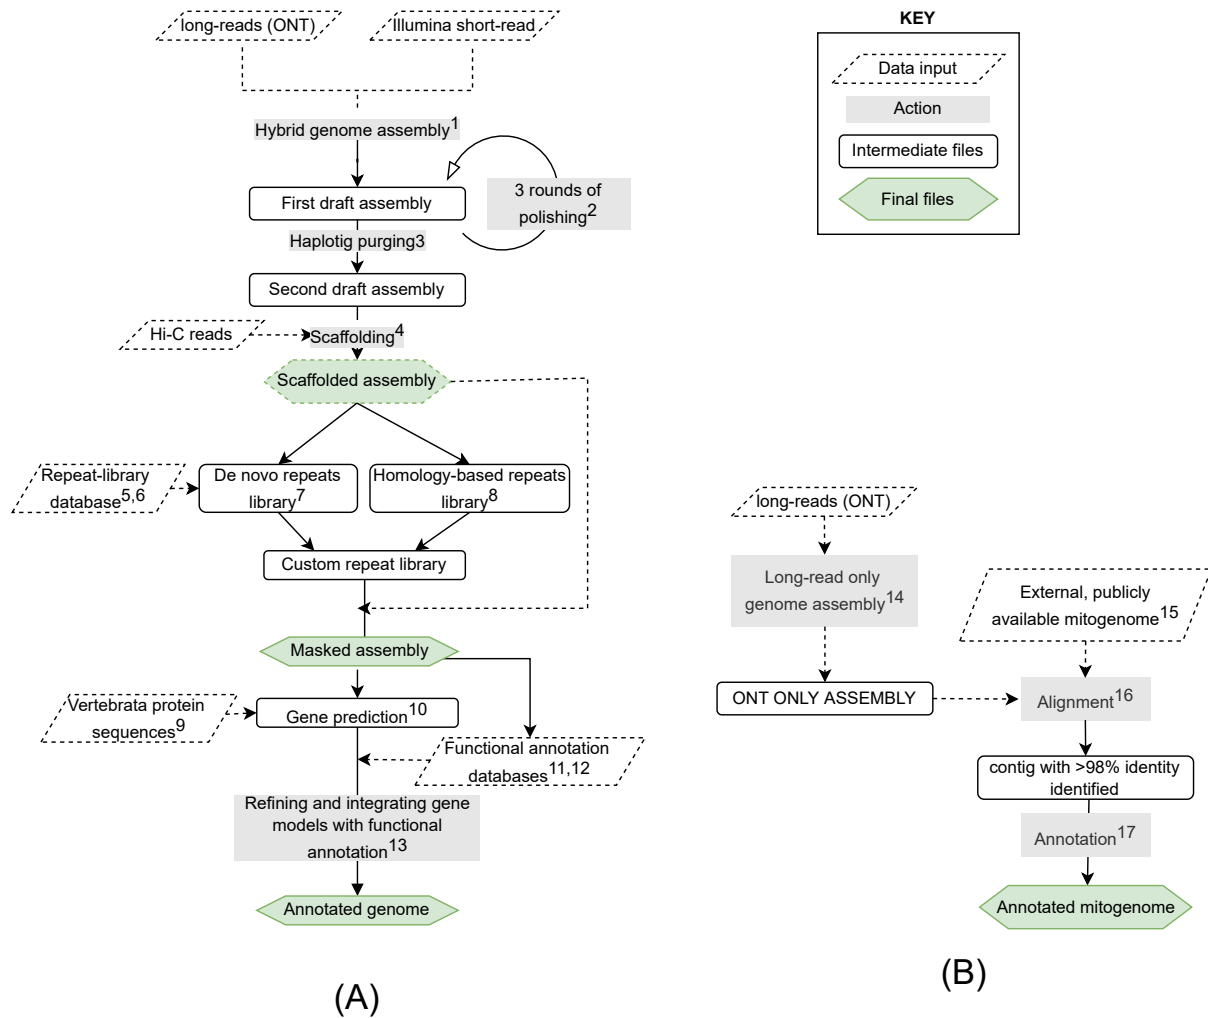 long-reads (ONT)
Illumina short-read
Hybrid genome assembly1
First draft assembly
3 rounds of
polishing2
Haplotig purging3
Second draft assembly
Hi-C reads
Scaffolding4
Scaffolded assembly
Repeat-library
database5,6
De novo repeats
library7
Homology-based repeats
library8
Custom repeat library
Masked assembly
Vertebrata protein
sequences9
Gene prediction10
Functional annotation
databases11,12
Refining and integrating gene
models with functional
annotation13
Annotated genome
(A)
KEY
Data input
Action
Intermediate files
Final files
long-reads (ONT)
Long-read only
genome assembly14
External, publicly
available mitogenome15
ONT ONLY ASSEMBLY
Alignment16
contig with >98% identity
identified
Annotation17
Annotated mitogenome
(B)